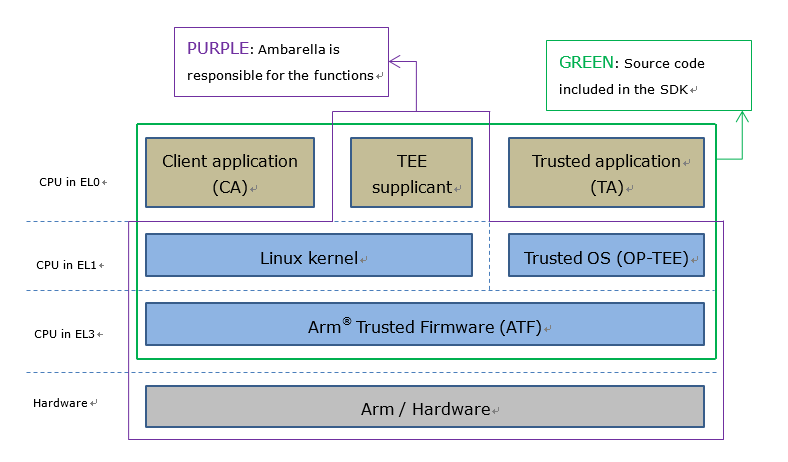 PURPLE: Ambarella is
responsible for the functions
GREEN: Source code
included in the SDK
CPU in EL0
Client application
(CA)
TEE
supplicant
Trusted application
(TA)
CPU in EL1
Linux kernel
Trusted OS (OP-TEE)
CPU in EL3
Arm® Trusted Firmware (ATF)
Hardware
Arm / Hardware